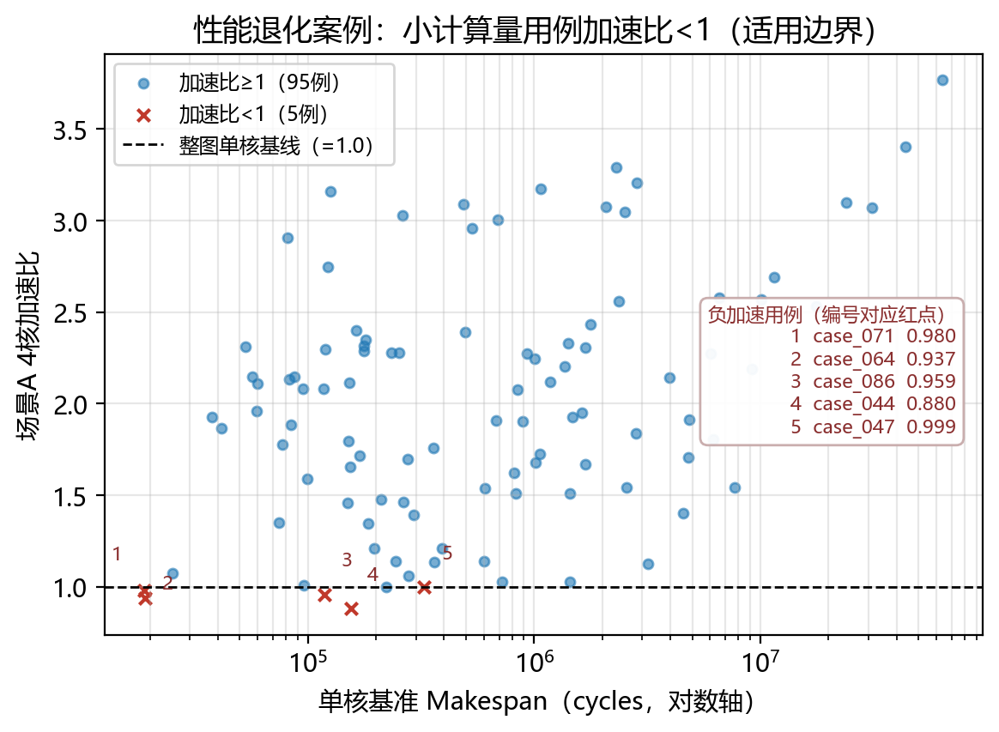 性能退化案例：小计算量用例加速比<1（适用边界）
加速比≥1（95例）
加速比<1（5例）
整图单核基线（=1.0）
3.5
3.0
2.5
2.0
1.5
1.0
场景A 4核加速比
负加速用例（编号对应红点）
1 case_071 0.980
2 case_064 0.937
3 case_086 0.959
4 case_044 0.880
5 case_047 0.999
1
2
3
4
5
10⁵
10⁶
10⁷
单核基准 Makespan（cycles，对数轴）